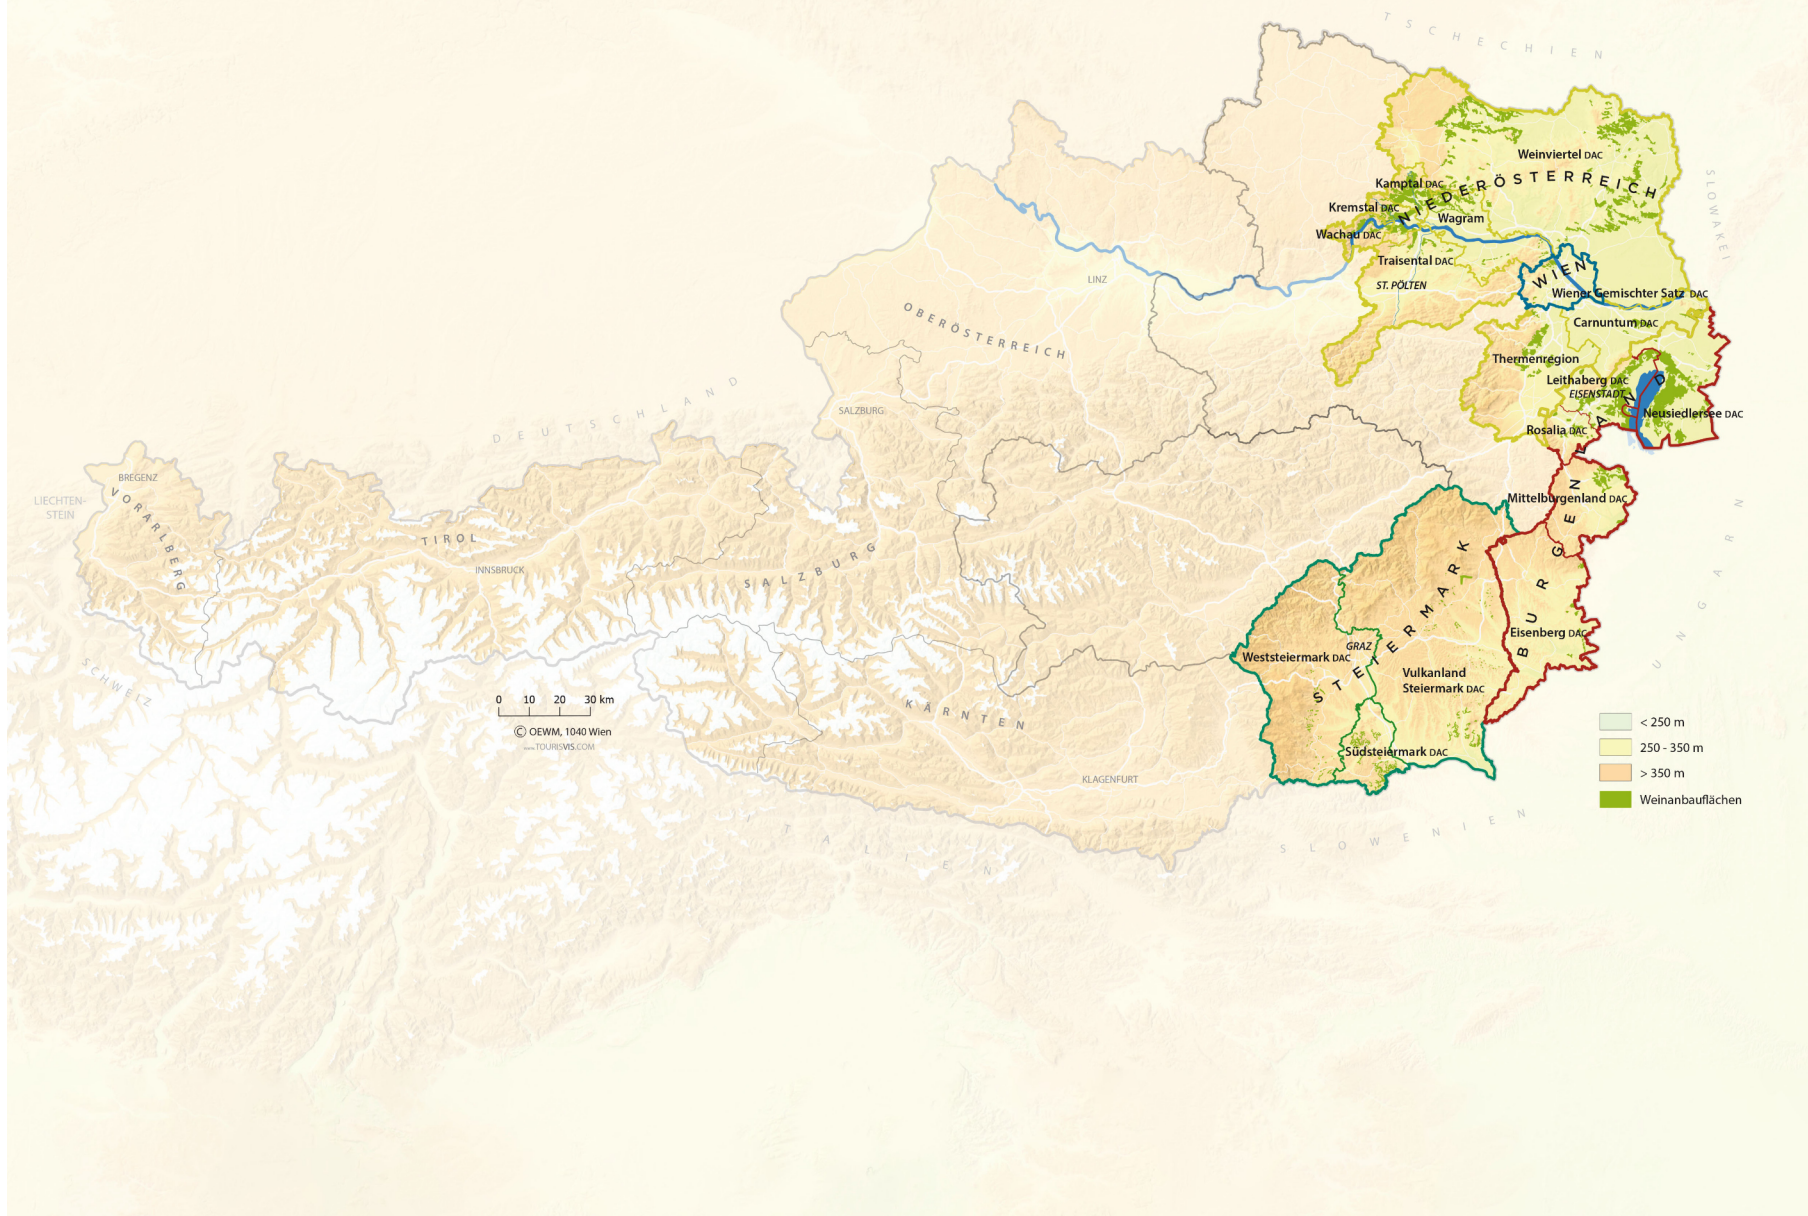 TSCHECHIEN
Weinviertel DAC
NIEDERÖSTERREICH
Kamptal DAC
Kremstal DAC
Wagram
Wachau DAC
SLOWAKEI
Traisental DAC
WIEN
ST. PÖLTEN
LINZ
Wiener Gemischter Satz DAC
OBERÖSTERREICH
Carnuntum DAC
Thermenregion
DEUTSCHLAND
Leithaberg DAC
EISENSTADT
SALZBURG
Neusiedlersee DAC
Rosalia DAC
BREGENZ
VORARLBERG
LIECHTEN-
STEIN
Mittelburgenland DAC
BURGENLAND
TIROL
INNSBRUCK
SALZBURG
STEIERMARK
UNGARN
Eisenberg DAC
GRAZ
Weststeiermark DAC
Vulkanland
Steiermark DAC
SCHWEIZ
0 10 20 30 km
© OEWM, 1040 Wien
www.TOURISVIS.COM
KÄRNTEN
Südsteiermark DAC
KLAGENFURT
< 250 m
250 - 350 m
> 350 m
Weinanbauflächen
ITALIEN
SLOWENIEN